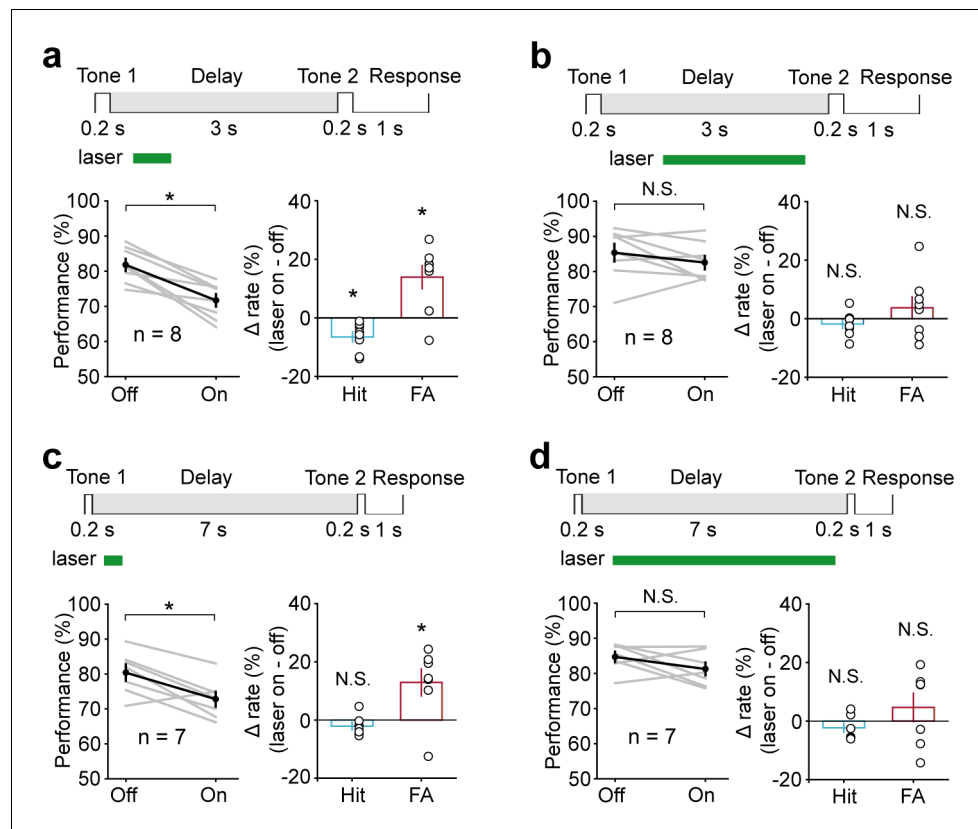 a
Tone 1 Delay Tone 2 Response
0.2 s 3 s 0.2 s 1 s
laser
100
90
80
70
60
50
Performance (%)
*
n = 8
Off On
40
20
0
-20
Δ rate (%)
(laser on - off)
*
*
Hit FA
b
Tone 1 Delay Tone 2 Response
0.2 s 3 s 0.2 s 1 s
laser
100
90
80
70
60
50
Performance (%)
N.S.
n = 8
Off On
40
20
0
-20
Δ rate (%)
(laser on - off)
N.S.
N.S.
Hit FA
c
Tone 1 Delay Tone 2 Response
0.2 s 7 s 0.2 s 1 s
laser
100
90
80
70
60
50
Performance (%)
*
n = 7
Off On
40
20
0
-20
Δ rate (%)
(laser on - off)
N.S.
*
Hit FA
d
Tone 1 Delay Tone 2 Response
0.2 s 7 s 0.2 s 1 s
laser
100
90
80
70
60
50
Performance (%)
N.S.
n = 7
Off On
40
20
0
-20
Δ rate (%)
(laser on - off)
N.S.
N.S.
Hit FA